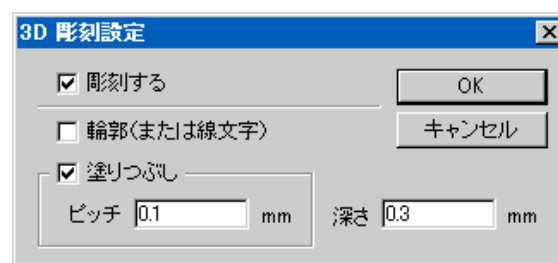 3D 彫刻設定
彫刻する
OK
輪郭(または線文字)
キャンセル
塗りつぶし
ピッチ 0.1 mm 深さ 0.3 mm